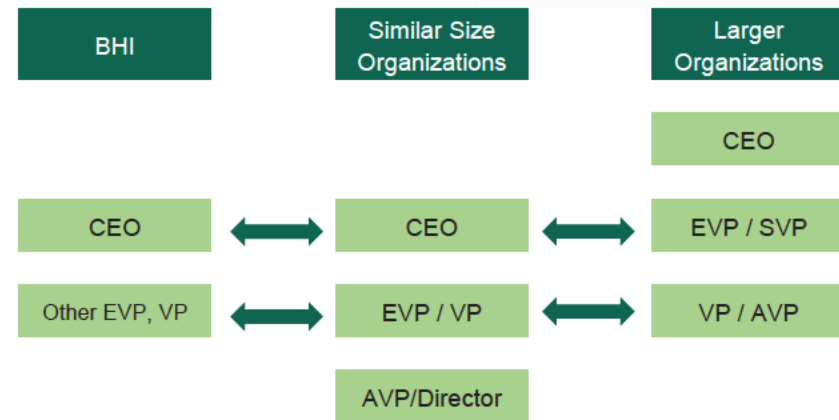 BHI
Similar Size
Organizations
Larger
Organizations
CEO
CEO
CEO
EVP / SVP
Other EVP, VP
EVP / VP
VP / AVP
AVP/Director